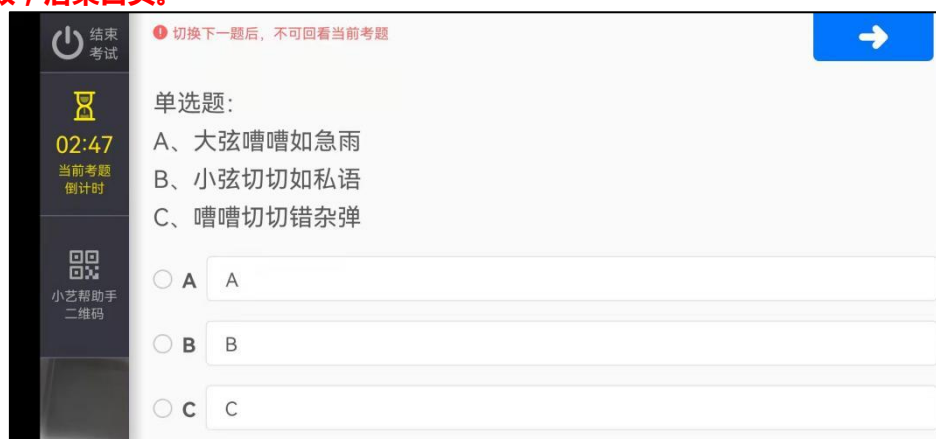 结束
考试
切换下一题后，不可回看当前考题
02:47
当前考题
倒计时
小艺帮助手
二维码
单选题:
A、大弦嘈嘈如急雨
B、小弦切切如私语
C、嘈嘈切切错杂弹
A A
B B
C C